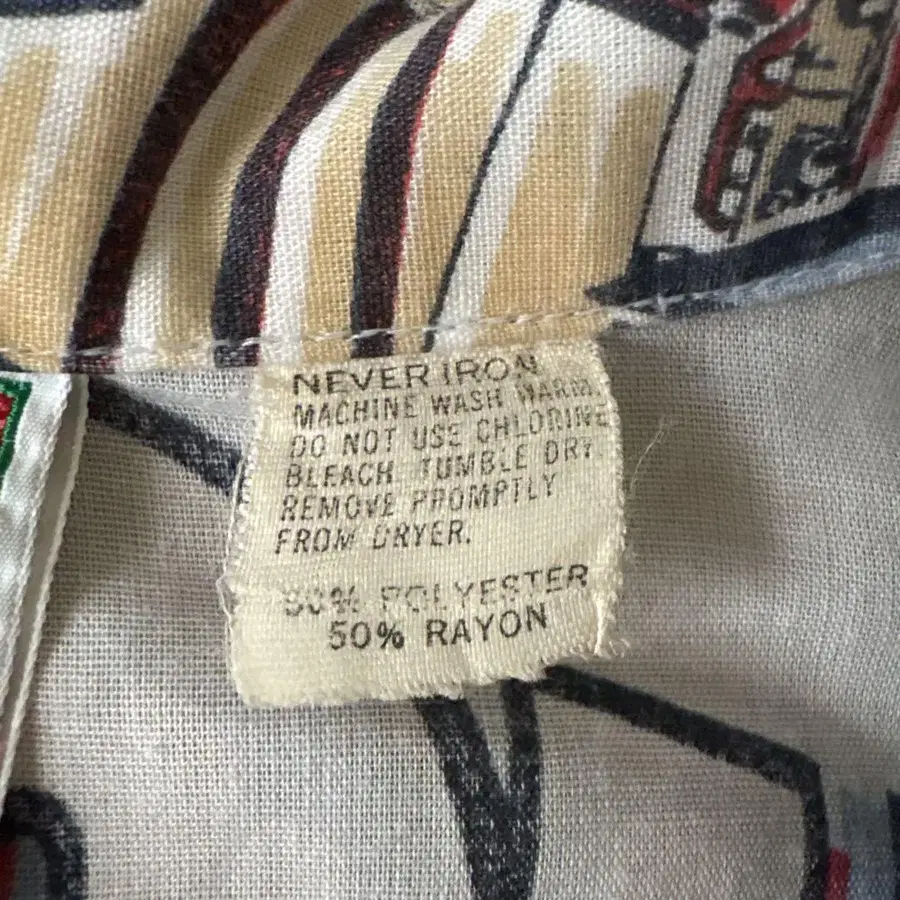 NEVER IRON
MACHINE WASH WARM
DO NOT USE CHLORINE
BLEACH TUMBLE DRY
REMOVE PROMPTLY
FROM DRYER.
50% POLYESTER
50% RAYON